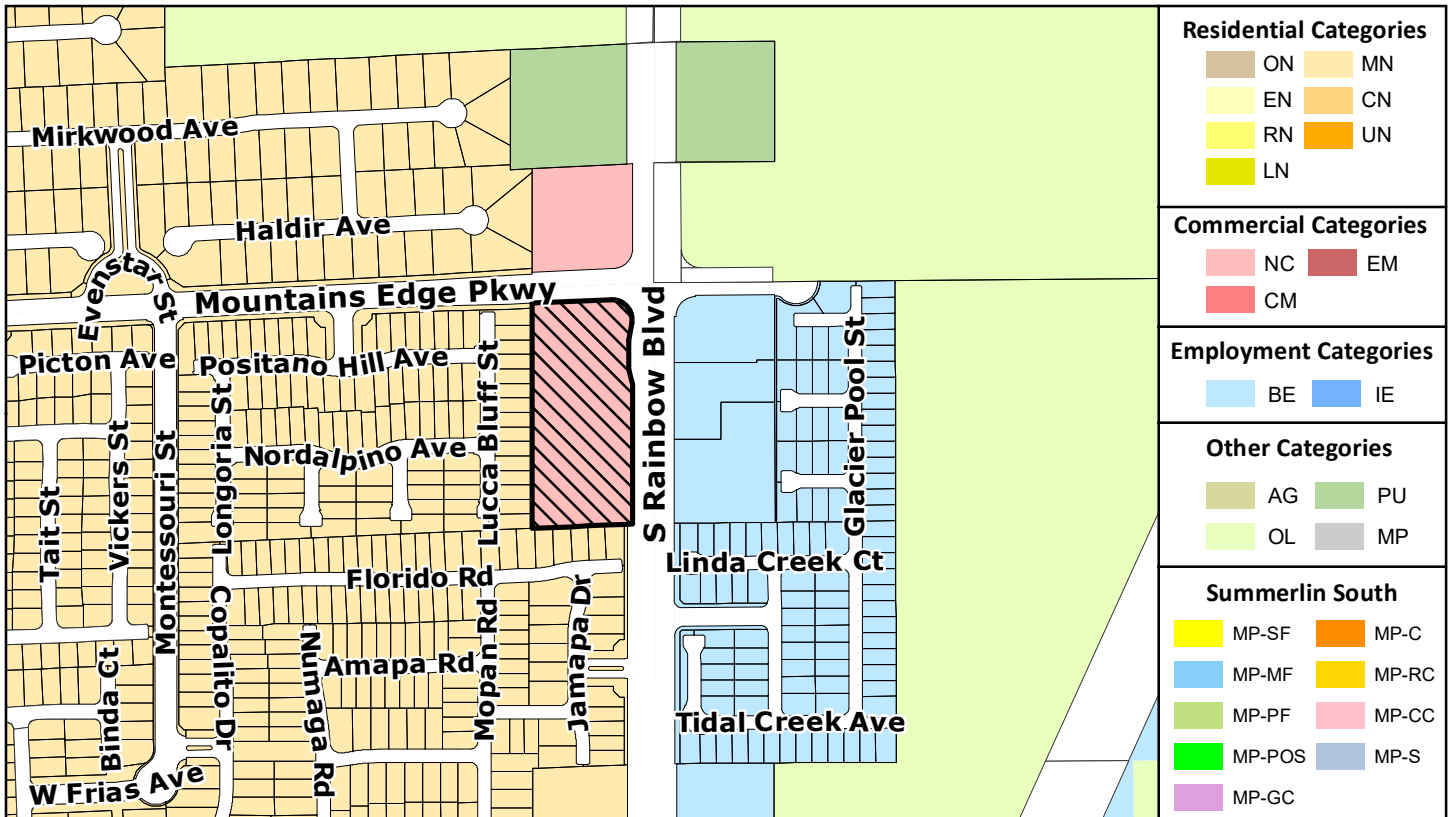 Mirkwood Ave
Haldir Ave
Evenstar St
Mountains Edge Pkwy
Picton Ave
Positano Hill Ave
Nordalpino Ave
Tait St
Vickers St
Montessouri St
Longoria St
Lucca Bluff St
S Rainbow Blvd
Glacier Pool St
Linda Creek Ct
Florido Rd
Copalito Dr
Numaga Rd
Amapa Rd
Mopan Rd
Jamapa Dr
Binda Ct
Tidal Creek Ave
W Frias Ave
Residential Categories
ON MN
EN CN
RN UN
LN
Commercial Categories
NC EM
CM
Employment Categories
BE IE
Other Categories
AG PU
OL MP
Summerlin South
MP-SF MP-C
MP-MF MP-RC
MP-PF MP-CC
MP-POS MP-S
MP-GC